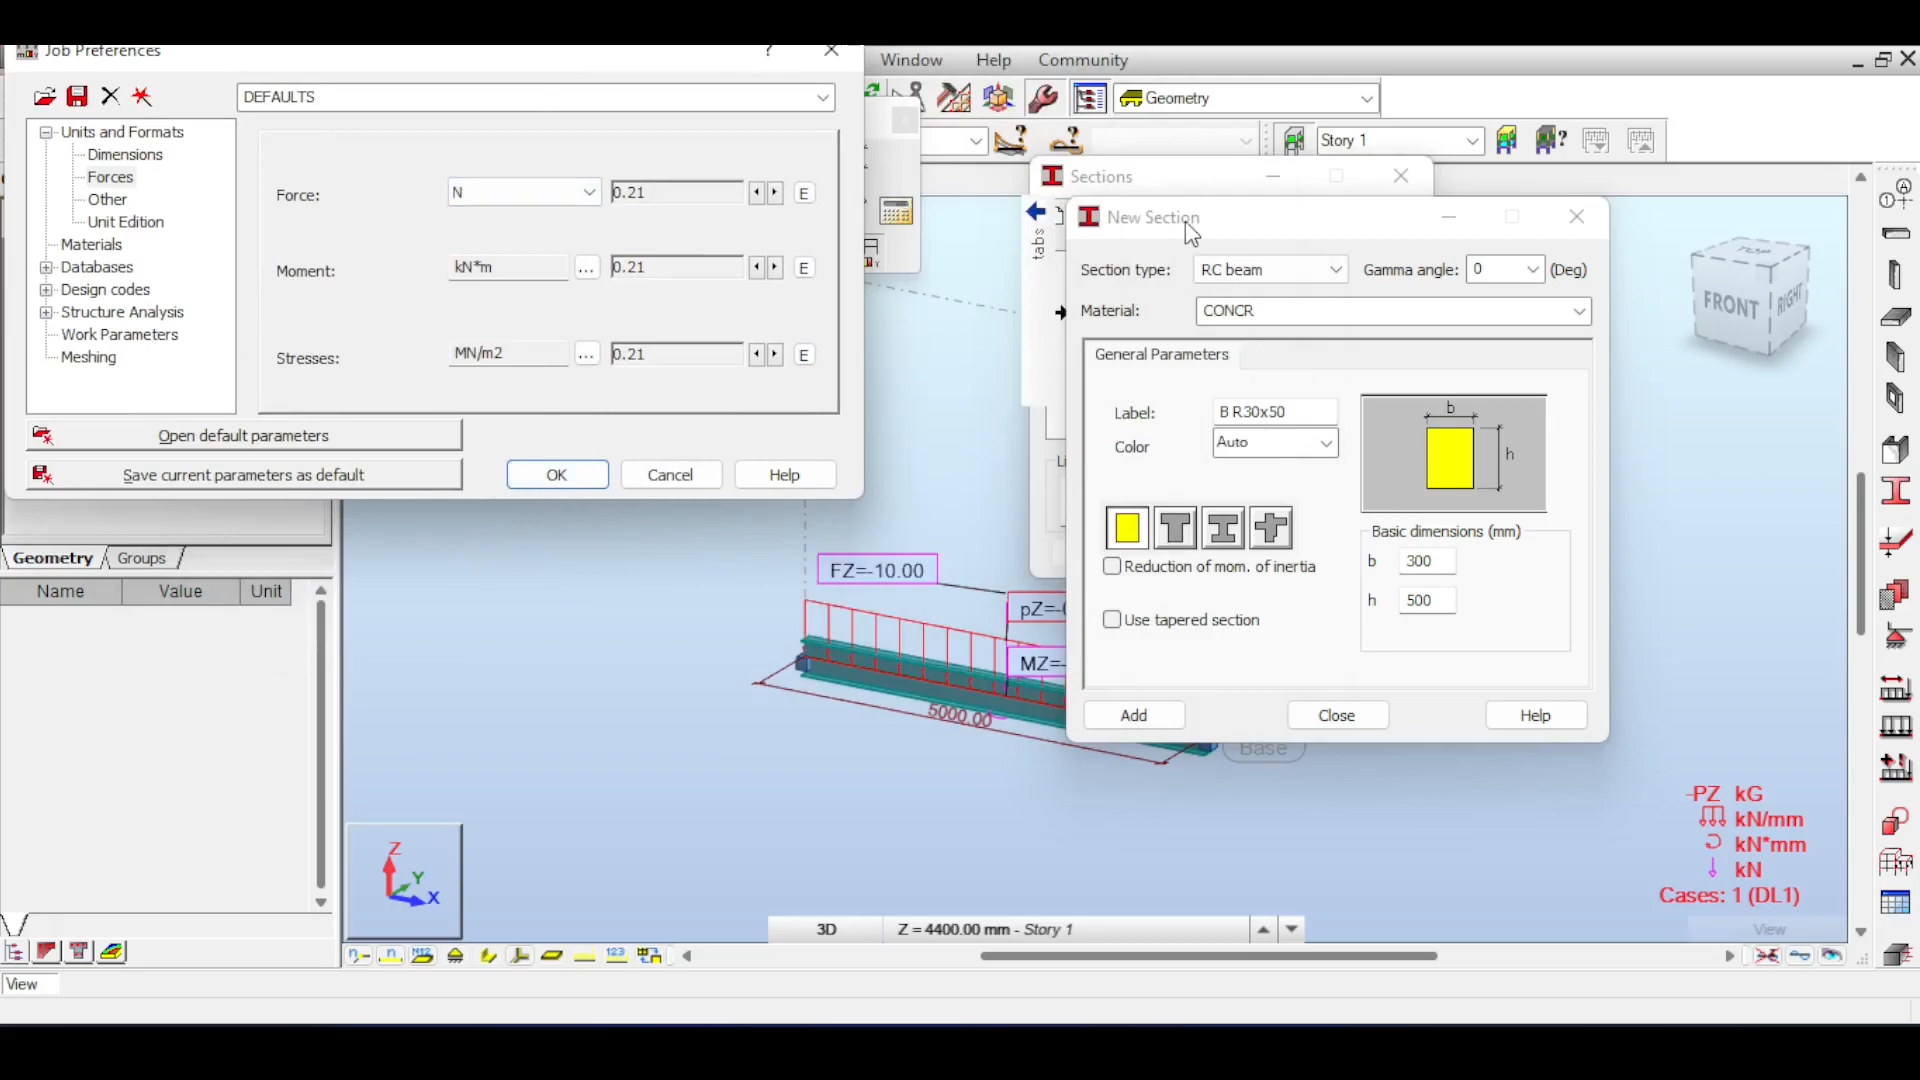 Job Preferences ?
Window Help Community
DEFAULTS
Geometry
Story 1
Units and Formats
Dimensions
Forces
Other
Unit Edition
Materials
Databases
Design codes
Structure Analysis
Work Parameters
Meshing
Force: N 0.21 E
Moment: kN*m ... 0.21 E
Stresses: MN/m2 ... 0.21 E
Open default parameters
Save current parameters as default
OK Cancel Help
Sections
tabs
New Section
Section type: RC beam Gamma angle: 0 (Deg)
Material: CONCR
General Parameters
Label: B R30x50
Color Auto
b
h
Reduction of mom. of inertia
Use tapered section
Basic dimensions (mm)
b 300
h 500
Add Close Help
TOP
FRONT RIGHT
Geometry Groups
Name Value Unit
FZ=-10.00
MZ=-
5000.00
Base
-PZ kG
kN/mm
kN*mm
kN
Cases: 1 (DL1)
Z
Y
X
3D Z = 4400.00 mm - Story 1
View
View